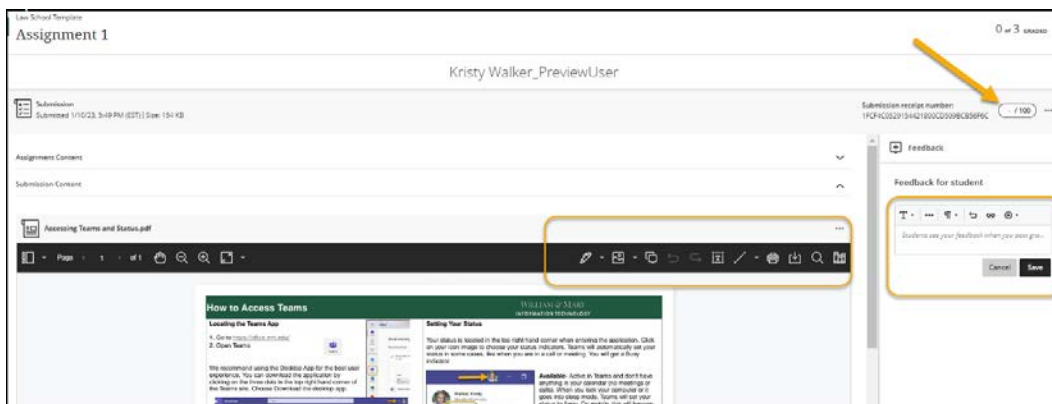 Law School Template
Assignment 1
0 of 3 GRADED
Kristy Walker_PreviewUser
Submission
Submitted 1/10/23, 5:49 PM (EST) | Size: 194 KB
Submission receipt number:
- / 100
Assignment Content
Submission Content
Feedback
Feedback for student
Accessing Teams and Status.pdf
Page 1 of 1
Students see your feedback when you post gra...
Cancel Save
How to Access Teams
WILLIAM & MARY
INFORMATION TECHNOLOGY
Locating the Teams App
1. Go to https://office.wm.edu/
2. Open Teams
We recommend using the Desktop App for the best user
experience. You can download the application by
clicking on the three dots in the top right hand corner of
the Teams site. Choose Download the desktop app.
Setting Your Status
Your status is located in the top right hand corner when entering the application. Click
on your icon image to choose your status indicators. Teams will automatically set your
status in some cases, like when you are in a call or meeting. You will get a Busy
indicator
Available- Active in Teams and don't have
anything in your calendar (no meetings or
calls). When you lock your computer or it
goes into sleep mode, Teams will set your